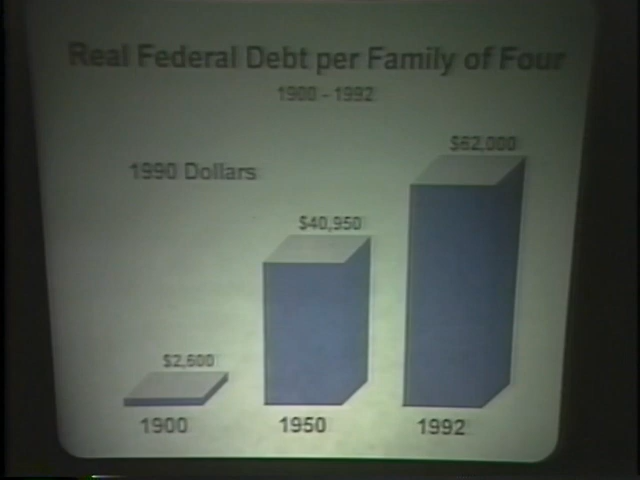 Real Federal Debt per Family of Four
1900 - 1992
$62,000
1990 Dollars
$40,950
$2,600
1900 1950 1992